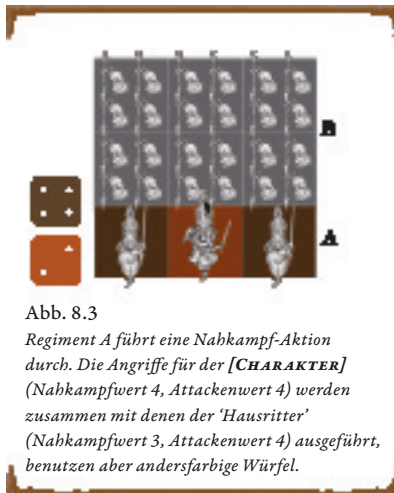 B
A
Abb. 8.3
Regiment A führt eine Nahkampf-Aktion
durch. Die Angriffe für der [CHARAKTER]
(Nahkampfwert 4, Attackenwert 4) werden
zusammen mit denen der ‘Hausritter’
(Nahkampfwert 3, Attackenwert 4) ausgeführt,
benutzen aber andersfarbige Würfel.